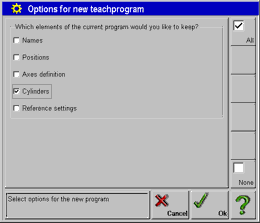 Options for new teachprogram
Which elements of the current program would you like to keep?
Names
Positions
Axes definition
Cylinders
Reference settings
All
None
Select options for the new program
Cancel
Ok